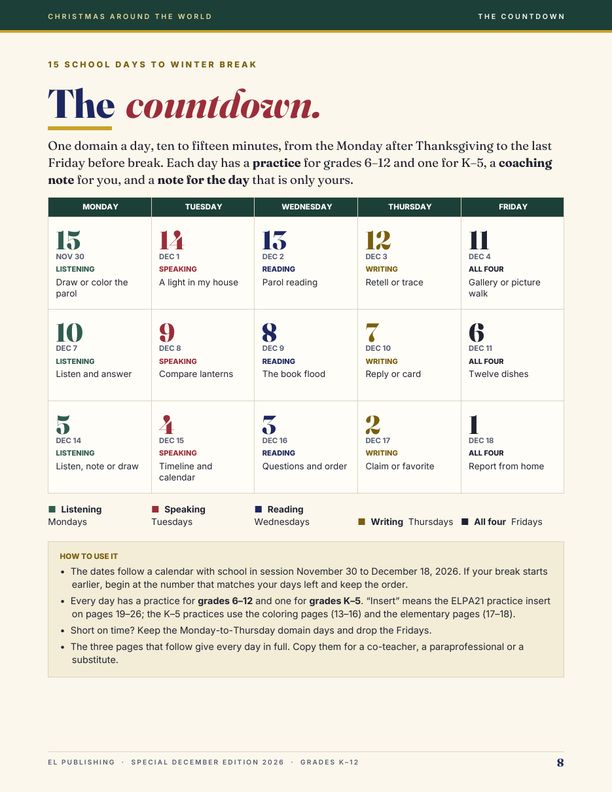 CHRISTMAS AROUND THE WORLD
THE COUNTDOWN
15 SCHOOL DAYS TO WINTER BREAK
The countdown.
One domain a day, ten to fifteen minutes, from the Monday after Thanksgiving to the last
Friday before break. Each day has a practice for grades 6–12 and one for K–5, a coaching
note for you, and a note for the day that is only yours.
MONDAY TUESDAY WEDNESDAY THURSDAY FRIDAY
15
NOV 30
LISTENING
Draw or color the
parol
14
DEC 1
SPEAKING
A light in my house
13
DEC 2
READING
Parol reading
12
DEC 3
WRITING
Retell or trace
11
DEC 4
ALL FOUR
Gallery or picture
walk
10
DEC 7
LISTENING
Listen and answer
9
DEC 8
SPEAKING
Compare lanterns
8
DEC 9
READING
The book flood
7
DEC 10
WRITING
Reply or card
6
DEC 11
ALL FOUR
Twelve dishes
5
DEC 14
LISTENING
Listen, note or draw
4
DEC 15
SPEAKING
Timeline and
calendar
3
DEC 16
READING
Questions and order
2
DEC 17
WRITING
Claim or favorite
1
DEC 18
ALL FOUR
Report from home
Listening
Mondays
Speaking
Tuesdays
Reading
Wednesdays
Writing Thursdays
All four Fridays
HOW TO USE IT
• The dates follow a calendar with school in session November 30 to December 18, 2026. If your break starts
earlier, begin at the number that matches your days left and keep the order.
• Every day has a practice for grades 6–12 and one for grades K–5. “Insert” means the ELPA21 practice insert
on pages 19–26; the K–5 practices use the coloring pages (13–16) and the elementary pages (17–18).
• Short on time? Keep the Monday-to-Thursday domain days and drop the Fridays.
• The three pages that follow give every day in full. Copy them for a co-teacher, a paraprofessional or a
substitute.
EL PUBLISHING · SPECIAL DECEMBER EDITION 2026 · GRADES K–12
8